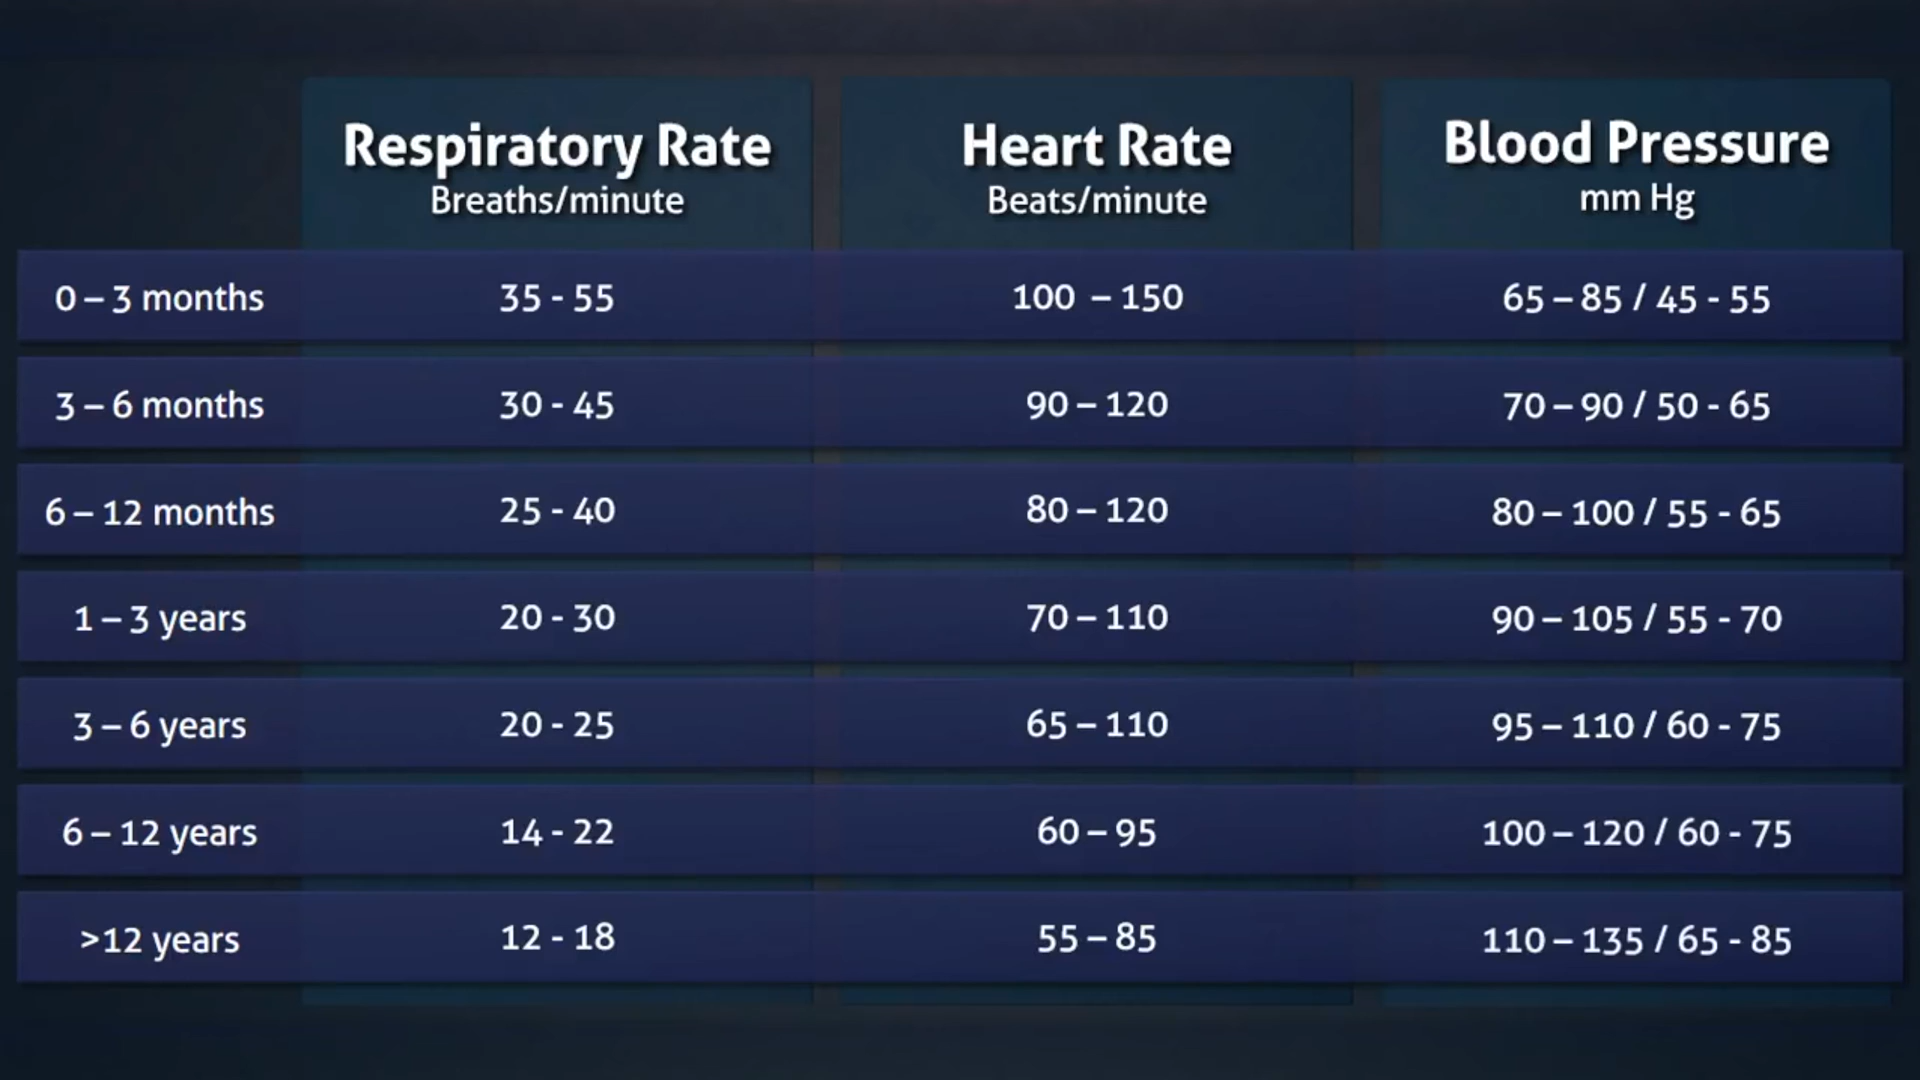 Respiratory Rate Heart Rate Blood Pressure
Breaths/minute Beats/minute mm Hg
0 – 3 months 35 - 55 100 – 150 65 – 85 / 45 - 55
3 – 6 months 30 - 45 90 – 120 70 – 90 / 50 - 65
6 – 12 months 25 - 40 80 – 120 80 – 100 / 55 - 65
1 – 3 years 20 - 30 70 – 110 90 – 105 / 55 - 70
3 – 6 years 20 - 25 65 – 110 95 – 110 / 60 - 75
6 – 12 years 14 - 22 60 – 95 100 – 120 / 60 - 75
>12 years 12 - 18 55 – 85 110 – 135 / 65 - 85